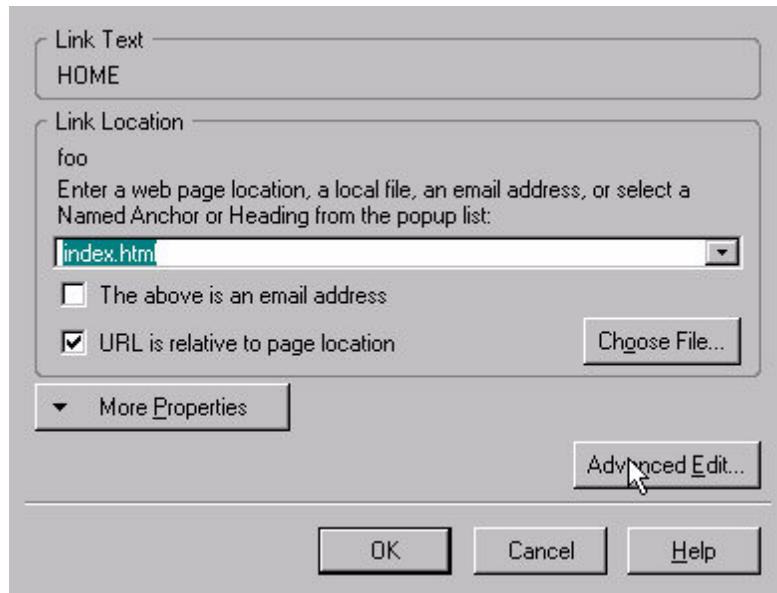 Link Text
HOME
Link Location
foo
Enter a web page location, a local file, an email address, or select a
Named Anchor or Heading from the popup list:
index.html
The above is an email address
URL is relative to page location
Choose File...
More Properties
Advanced Edit...
OK Cancel Help